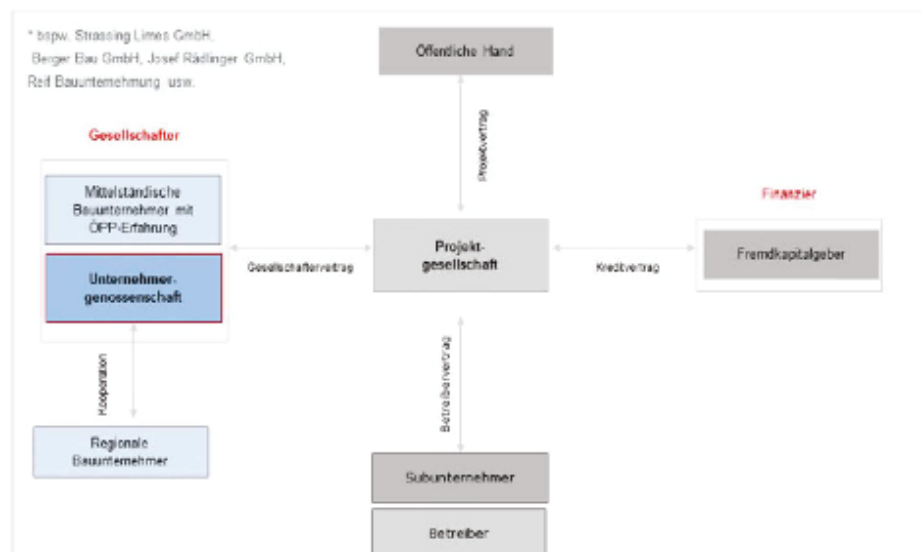 * bspw. Strassing Limes GmbH,
Berger Bau GmbH, Josef Rädlinger GmbH,
Reif Bauunternehmung usw.
Öffentliche Hand
Projektvertrag
Gesellschafter
Mittelständische
Bauunternehmer mit
ÖPP-Erfahrung
Unternehmer-
genossenschaft
Gesellschaftervertrag
Projekt-
gesellschaft
Kreditvertrag
Finanzier
Fremdkapitalgeber
Kooperation
Regionale
Bauunternehmer
Betreibervertrag
Subunternehmer
Betreiber